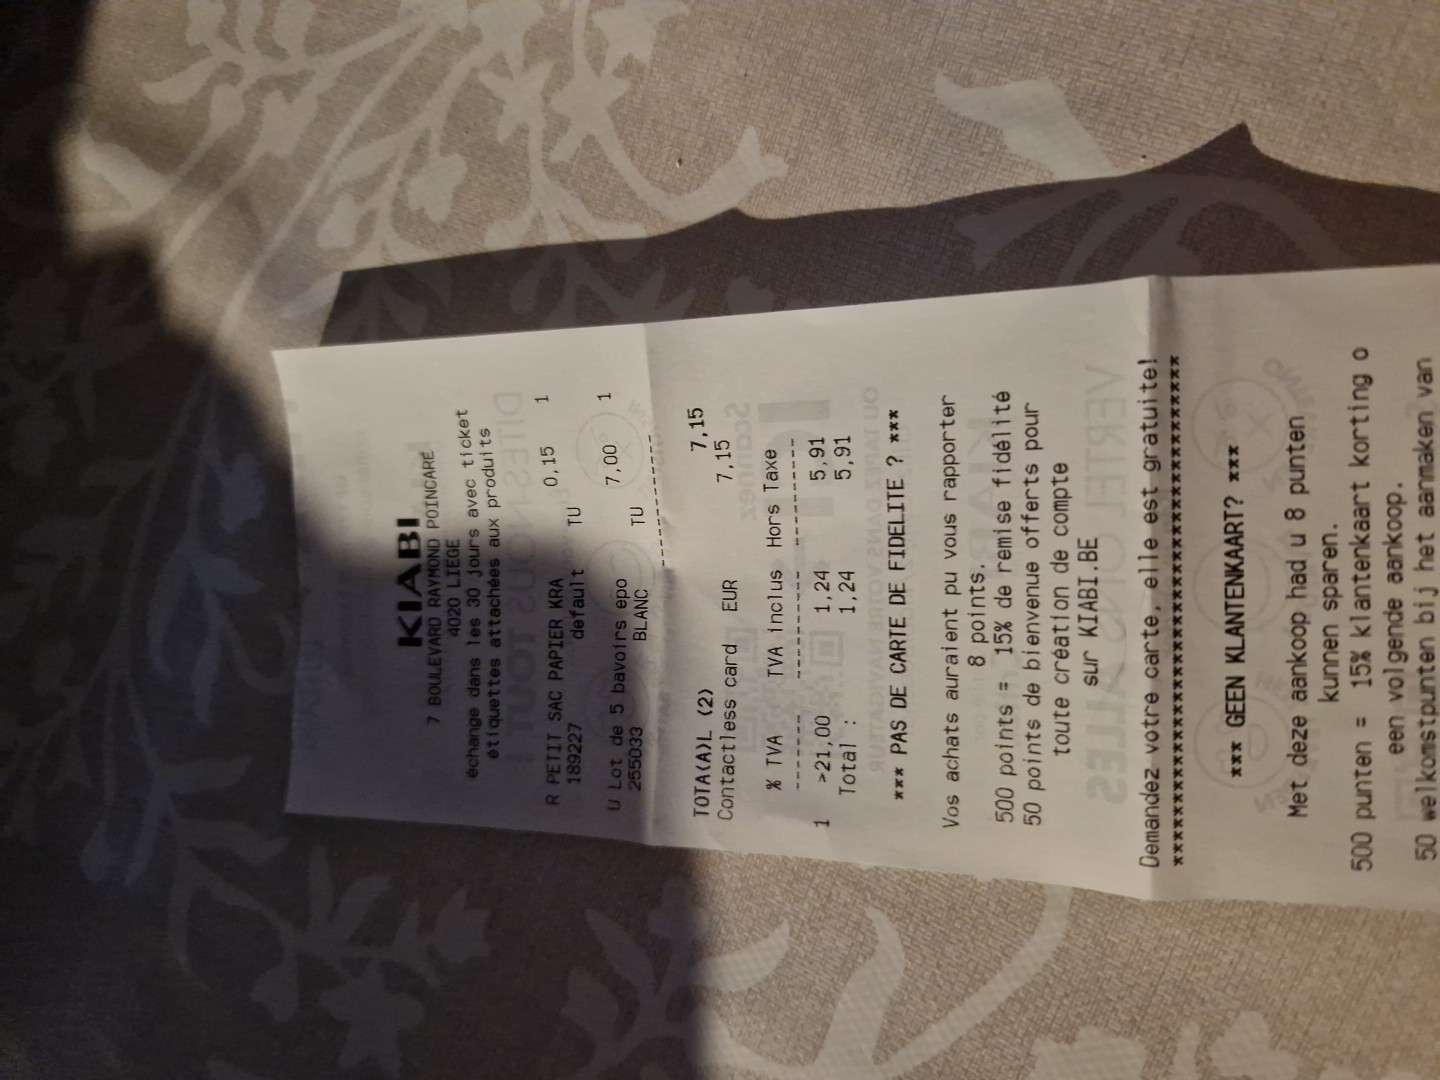 KIABI
7 BOULEVARD RAYMOND POINCARÉ
4020 LIEGE
échange dans les 30 jours avec ticket
étiquettes attachées aux produits
R PETIT SAC PAPIER KRA 0,15 1
189227 default TU
U Lot de 5 bavoirs epo 7,00 1
255033 BLANC TU
TOTA(A)L (2) 7,15
Contactless card EUR 7,15
% TVA TVA inclus Hors Taxe
------- ---------- ----------
1 >21,00 1,24 5,91
Total : 1,24 5,91
*** PAS DE CARTE DE FIDELITE ? ***
Vos achats auraient pu vous rapporter
8 points.
500 points = 15% de remise fidélité
50 points de bienvenue offerts pour
toute création de compte
sur KIABI.BE
Demandez votre carte, elle est gratuite!
****************************************
*** GEEN KLANTENKAART? ***
Met deze aankoop had u 8 punten
kunnen sparen.
500 punten = 15% klantenkaart korting o
een volgende aankoop.
50 welkomstpunten bij het aanmaken van